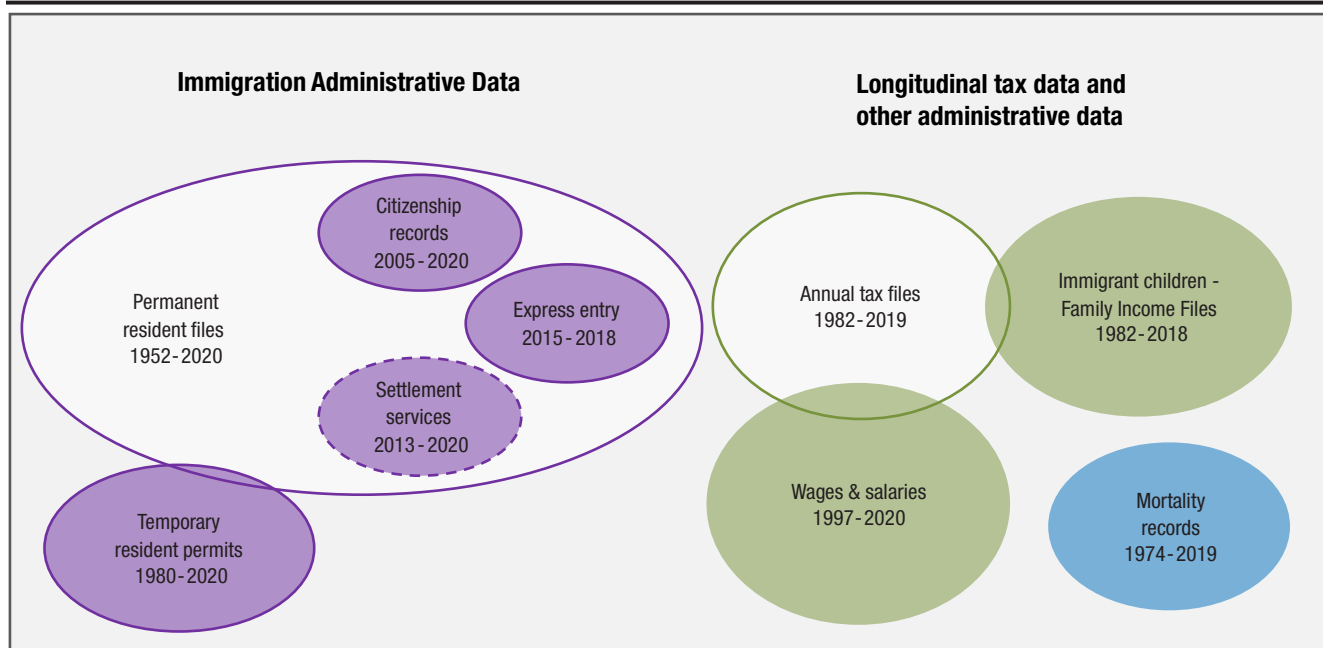 Immigration Administrative Data
Longitudinal tax data and
other administrative data
Citizenship
records
2005-2020
Express entry
2015-2018
Permanent
resident files
1952-2020
Settlement
services
2013-2020
Temporary
resident permits
1980-2020
Annual tax files
1982-2019
Immigrant children -
Family Income Files
1982-2018
Wages & salaries
1997-2020
Mortality
records
1974-2019